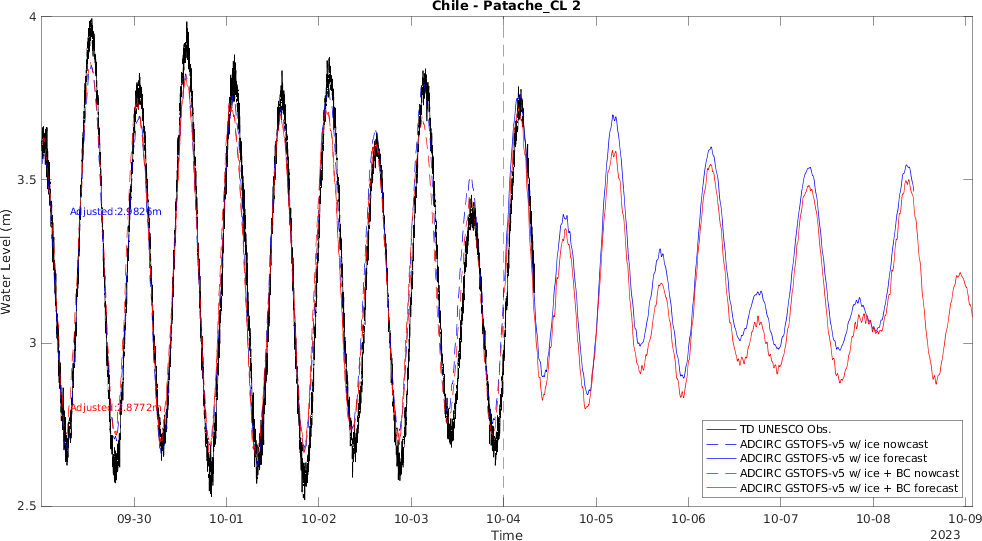 Chile - Patache_CL 2
4
3.5
3
2.5
Water Level (m)
Adjusted:2.9826m
Adjusted:2.8772m
TD UNESCO Obs.
ADCIRC GSTOFS-v5 w/ ice nowcast
ADCIRC GSTOFS-v5 w/ ice forecast
ADCIRC GSTOFS-v5 w/ ice + BC nowcast
ADCIRC GSTOFS-v5 w/ ice + BC forecast
09-30 10-01 10-02 10-03 10-04 10-05 10-06 10-07 10-08 10-09
Time
2023